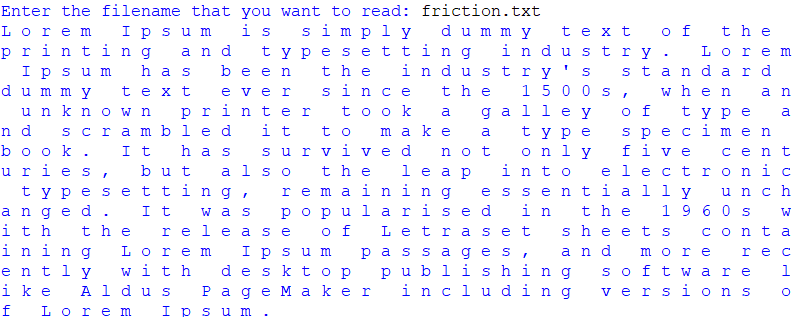 Enter the filename that you want to read: friction.txt
Lorem Ipsum is simply dummy text of the
printing and typesetting industry. Lorem
Ipsum has been the industry's standard
dummy text ever since the 1500s, when an
unknown printer took a galley of type a
nd scrambled it to make a type specimen
book. It has survived not only five cent
uries, but also the leap into electronic
typesetting, remaining essentially unch
anged. It was popularised in the 1960s w
ith the release of Letraset sheets conta
ining Lorem Ipsum passages, and more rec
ently with desktop publishing software l
ike Aldus PageMaker including versions o
f Lorem Ipsum.